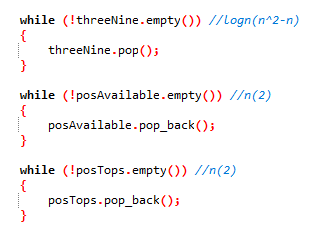 while (!threeNine.empty()) //logn(n^2-n)
{
threeNine.pop();
}
while (!posAvailable.empty()) //n(2)
{
posAvailable.pop_back();
}
while (!posTops.empty()) //n(2)
{
posTops.pop_back();
}